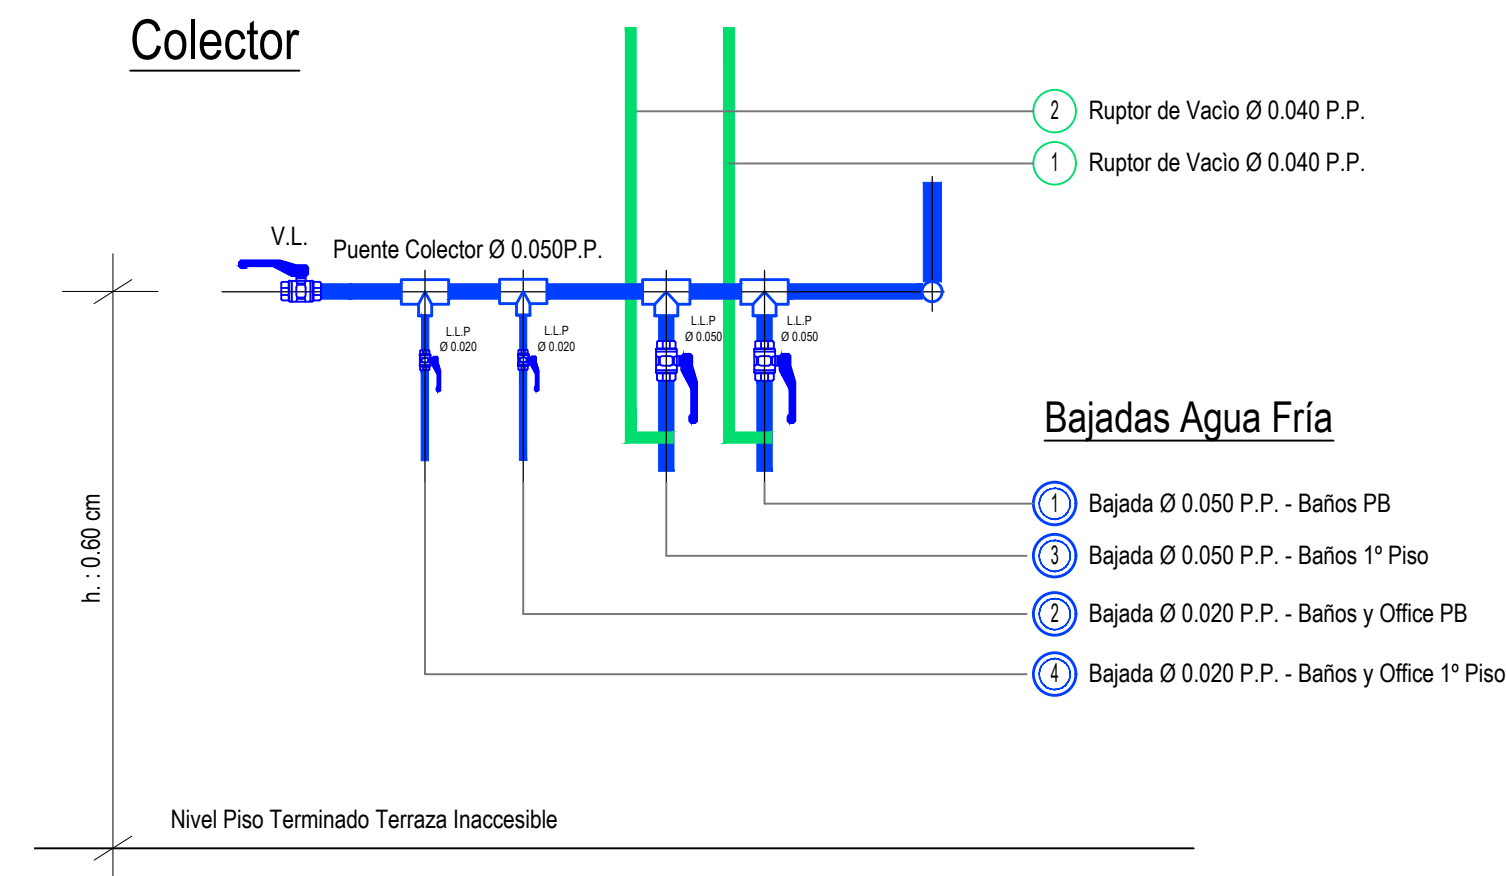 Colector
2 Ruptor de Vacìo Ø 0.040 P.P.
1 Ruptor de Vacìo Ø 0.040 P.P.
V.L.
Puente Colector Ø 0.050P.P.
L.L.P
Ø 0.020
L.L.P
Ø 0.020
L.L.P
Ø 0.050
L.L.P
Ø 0.050
Bajadas Agua Fría
1 Bajada Ø 0.050 P.P. - Baños PB
3 Bajada Ø 0.050 P.P. - Baños 1º Piso
2 Bajada Ø 0.020 P.P. - Baños y Office PB
4 Bajada Ø 0.020 P.P. - Baños y Office 1º Piso
h. : 0.60 cm
Nivel Piso Terminado Terraza Inaccesible